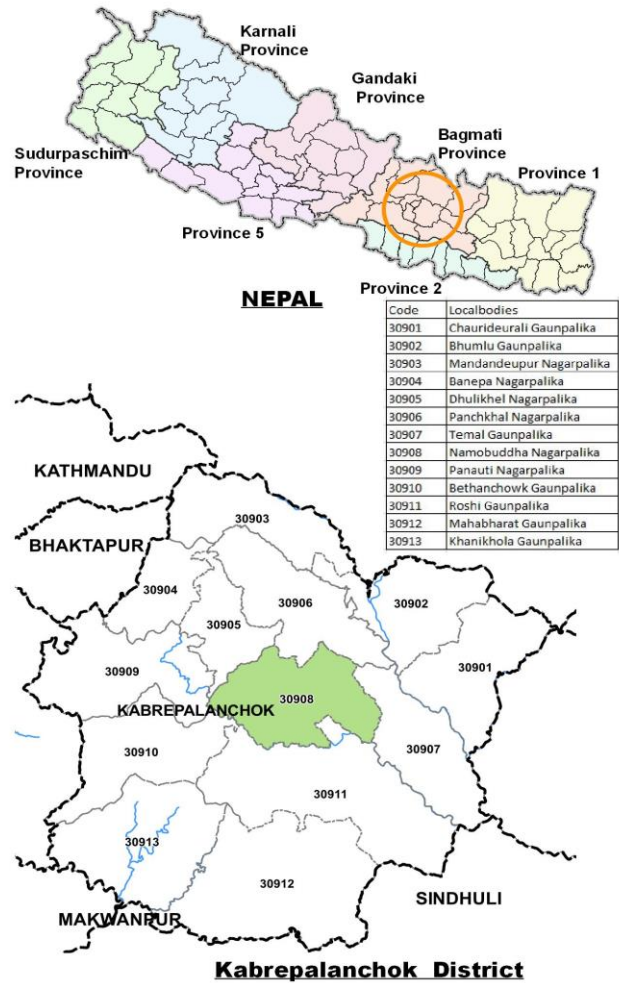 Karnali
Province
Gandaki
Province
Bagmati
Province
Sudurpaschim
Province
Province 1
Province 5
Province 2
NEPAL
Code Localbodies
30901 Chaurideurali Gaunpalika
30902 Bhumlu Gaunpalika
30903 Mandandeupur Nagarpalika
30904 Banepa Nagarpalika
30905 Dhulikhel Nagarpalika
30906 Panchkhal Nagarpalika
30907 Temal Gaunpalika
30908 Namobuddha Nagarpalika
30909 Panauti Nagarpalika
30910 Bethanchowk Gaunpalika
30911 Roshi Gaunpalika
30912 Mahabharat Gaunpalika
30913 Khanikhola Gaunpalika
KATHMANDU
30903
BHAKTAPUR
30904
30906
30902
30905
30901
30909
30908
KABREPALANCHOK
30907
30910
30911
30913
30912
SINDHULI
MAKWANPUR
Kabrepalanchok District